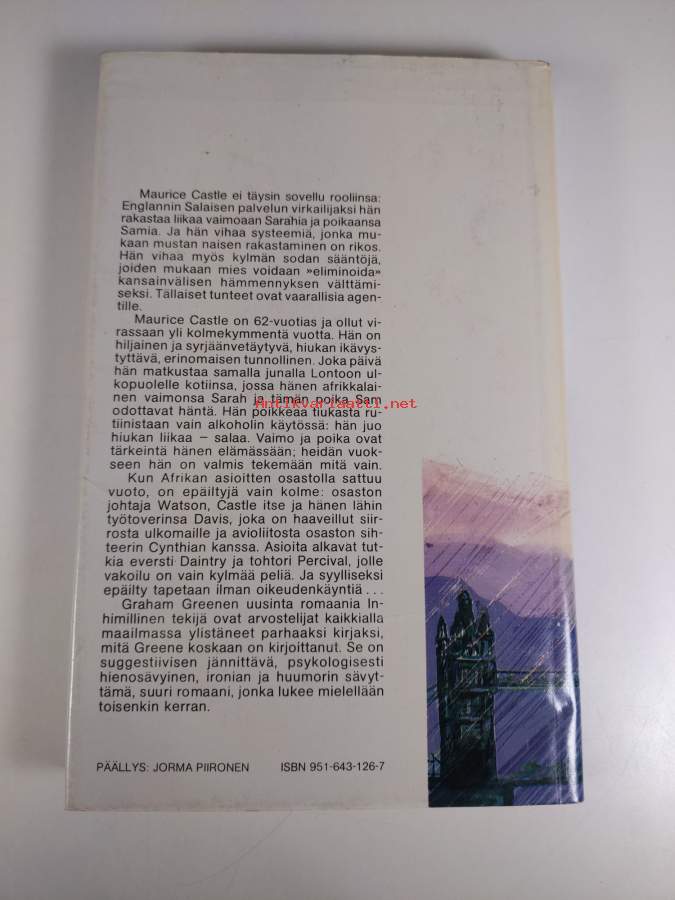 Maurice Castle ei täysin sovellu rooliinsa:
Englannin Salaisen palvelun virkailijaksi hän
rakastaa liikaa vaimoaan Sarahia ja poikaansa
Samia. Ja hän vihaa systeemiä, jonka mu-
kaan mustan naisen rakastaminen on rikos.
Hän vihaa myös kylmän sodan sääntöjä,
joiden mukaan mies voidaan »eliminoida»
kansainvälisen hämmennyksen välttämi-
seksi. Tällaiset tunteet ovat vaarallisia agen-
tille.
Maurice Castle on 62-vuotias ja ollut vi-
rassaan yli kolmekymmentä vuotta. Hän on
hiljainen ja syrjäänvetäytyvä, hiukan ikävys-
tyttävä, erinomaisen tunnollinen. Joka päivä
hän matkustaa samalla junalla Lontoon ul-
kopuolelle kotiinsa, jossa hänen afrikkalai-
nen vaimonsa Sarah ja tämän poika Sam
Antikvariaatti.net
odottavat häntä. Hän poikkeaa tiukasta ru-
tiinistaan vain alkoholin käytössä: hän juo
hiukan liikaa – salaa. Vaimo ja poika ovat
tärkeintä hänen elämässään; heidän vuok-
seen hän on valmis tekemään mitä vain.
Kun Afrikan asioitten osastolla sattuu
vuoto, on epäiltyjä vain kolme: osaston
johtaja Watson, Castle itse ja hänen lähin
työtoverinsa Davis, joka on haaveillut siir-
rosta ulkomaille ja avioliitosta osaston sih-
teerin Cynthian kanssa. Asioita alkavat tut-
kia eversti Daintry ja tohtori Percival, jolle
vakoilu on vain kylmää peliä. Ja syylliseksi
epäilty tapetaan ilman oikeudenkäyntiä . . .
Graham Greenen uusinta romaania In-
himillinen tekijä ovat arvostelijat kaikkialla
maailmassa ylistäneet parhaaksi kirjaksi,
mitä Greene koskaan on kirjoittanut. Se on
suggestiivisen jännittävä, psykologisesti
hienosävyinen, ironian ja huumorin sävyt-
tämä, suuri romaani, jonka lukee mielellään
toisenkin kerran.
PÄÄLLYS: JORMA PIIRONEN ISBN 951-643-126-7